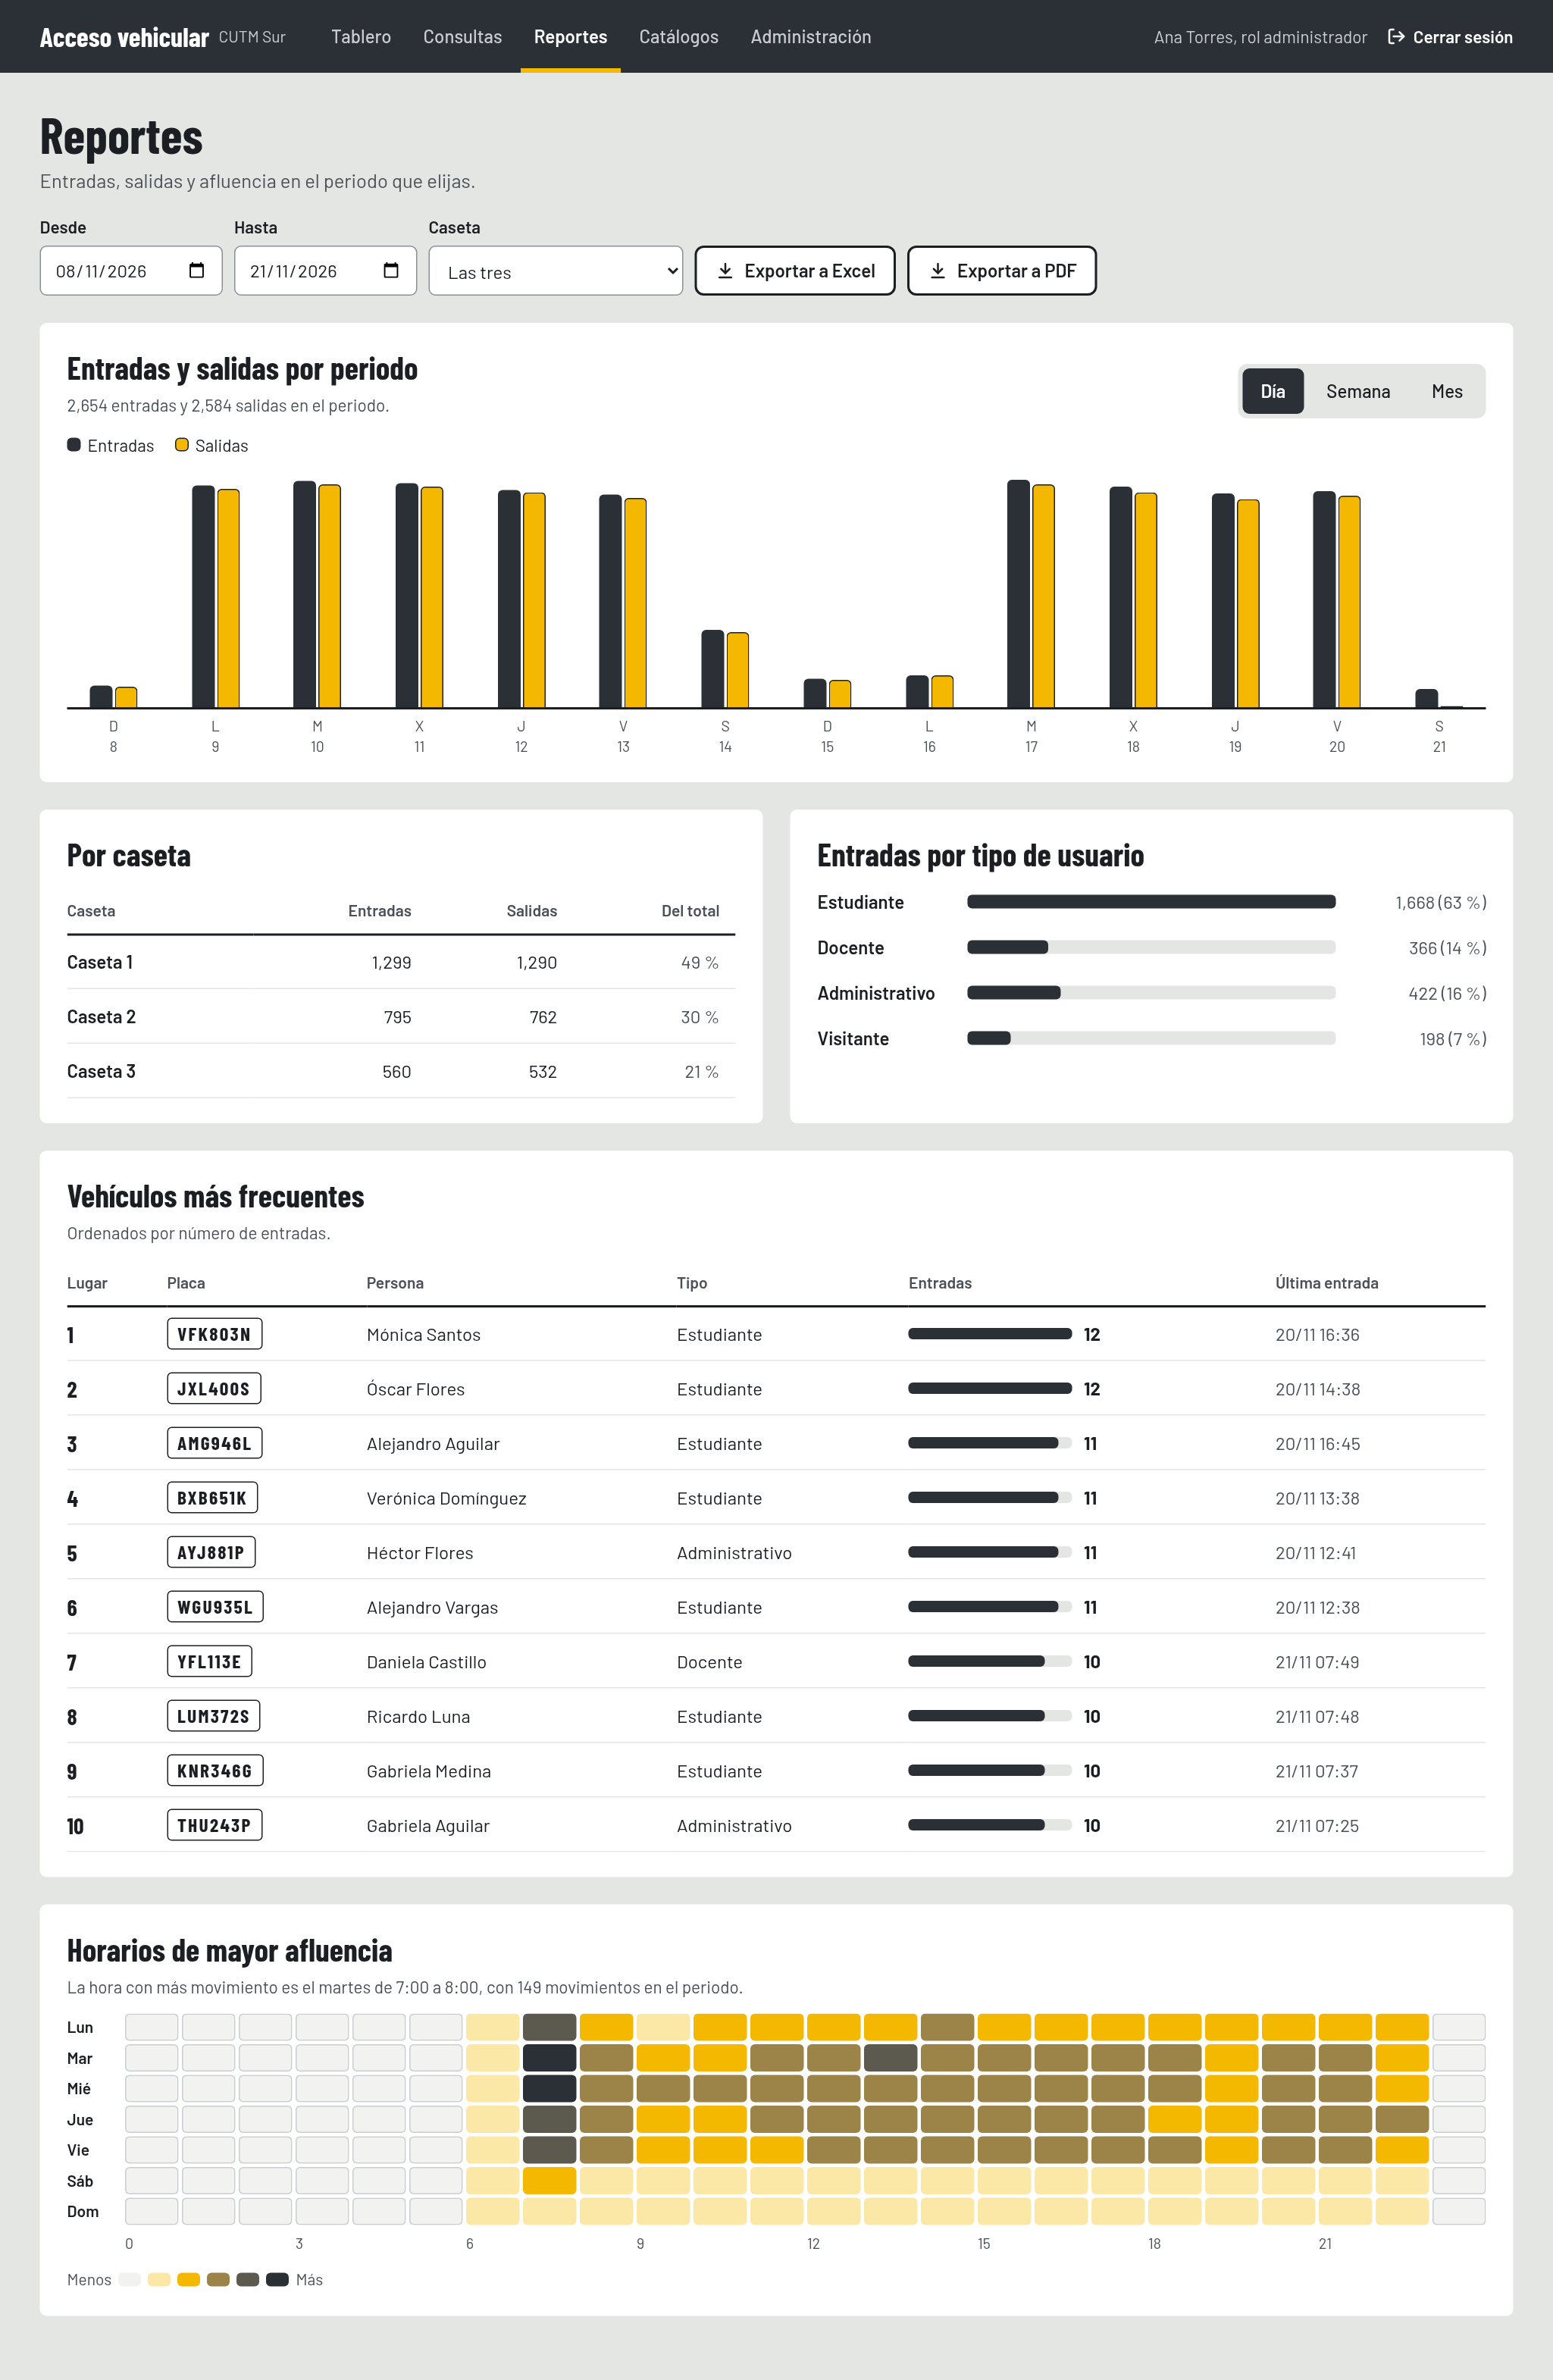 Acceso vehicular CUTM Sur Tablero Consultas Reportes Catálogos Administración Ana Torres, rol administrador Cerrar sesión
Reportes
Entradas, salidas y afluencia en el periodo que elijas.
Desde Hasta Caseta
08/11/2026 21/11/2026 Las tres Exportar a Excel Exportar a PDF
Entradas y salidas por periodo
2,654 entradas y 2,584 salidas en el periodo.
Día Semana Mes
Entradas Salidas
D L M X J V S D L M X J V S
8 9 10 11 12 13 14 15 16 17 18 19 20 21
Por caseta
Caseta Entradas Salidas Del total
Caseta 1 1,299 1,290 49 %
Caseta 2 795 762 30 %
Caseta 3 560 532 21 %
Entradas por tipo de usuario
Estudiante 1,668 (63 %)
Docente 366 (14 %)
Administrativo 422 (16 %)
Visitante 198 (7 %)
Vehículos más frecuentes
Ordenados por número de entradas.
Lugar Placa Persona Tipo Entradas Última entrada
1 VFK803N Mónica Santos Estudiante 12 20/11 16:36
2 JXL400S Óscar Flores Estudiante 12 20/11 14:38
3 AMG946L Alejandro Aguilar Estudiante 11 20/11 16:45
4 BXB651K Verónica Domínguez Estudiante 11 20/11 13:38
5 AYJ881P Héctor Flores Administrativo 11 20/11 12:41
6 WGU935L Alejandro Vargas Estudiante 11 20/11 12:38
7 YFL113E Daniela Castillo Docente 10 21/11 07:49
8 LUM372S Ricardo Luna Estudiante 10 21/11 07:48
9 KNR346G Gabriela Medina Estudiante 10 21/11 07:37
10 THU243P Gabriela Aguilar Administrativo 10 21/11 07:25
Horarios de mayor afluencia
La hora con más movimiento es el martes de 7:00 a 8:00, con 149 movimientos en el periodo.
Lun
Mar
Mié
Jue
Vie
Sáb
Dom
0 3 6 9 12 15 18 21
Menos Más